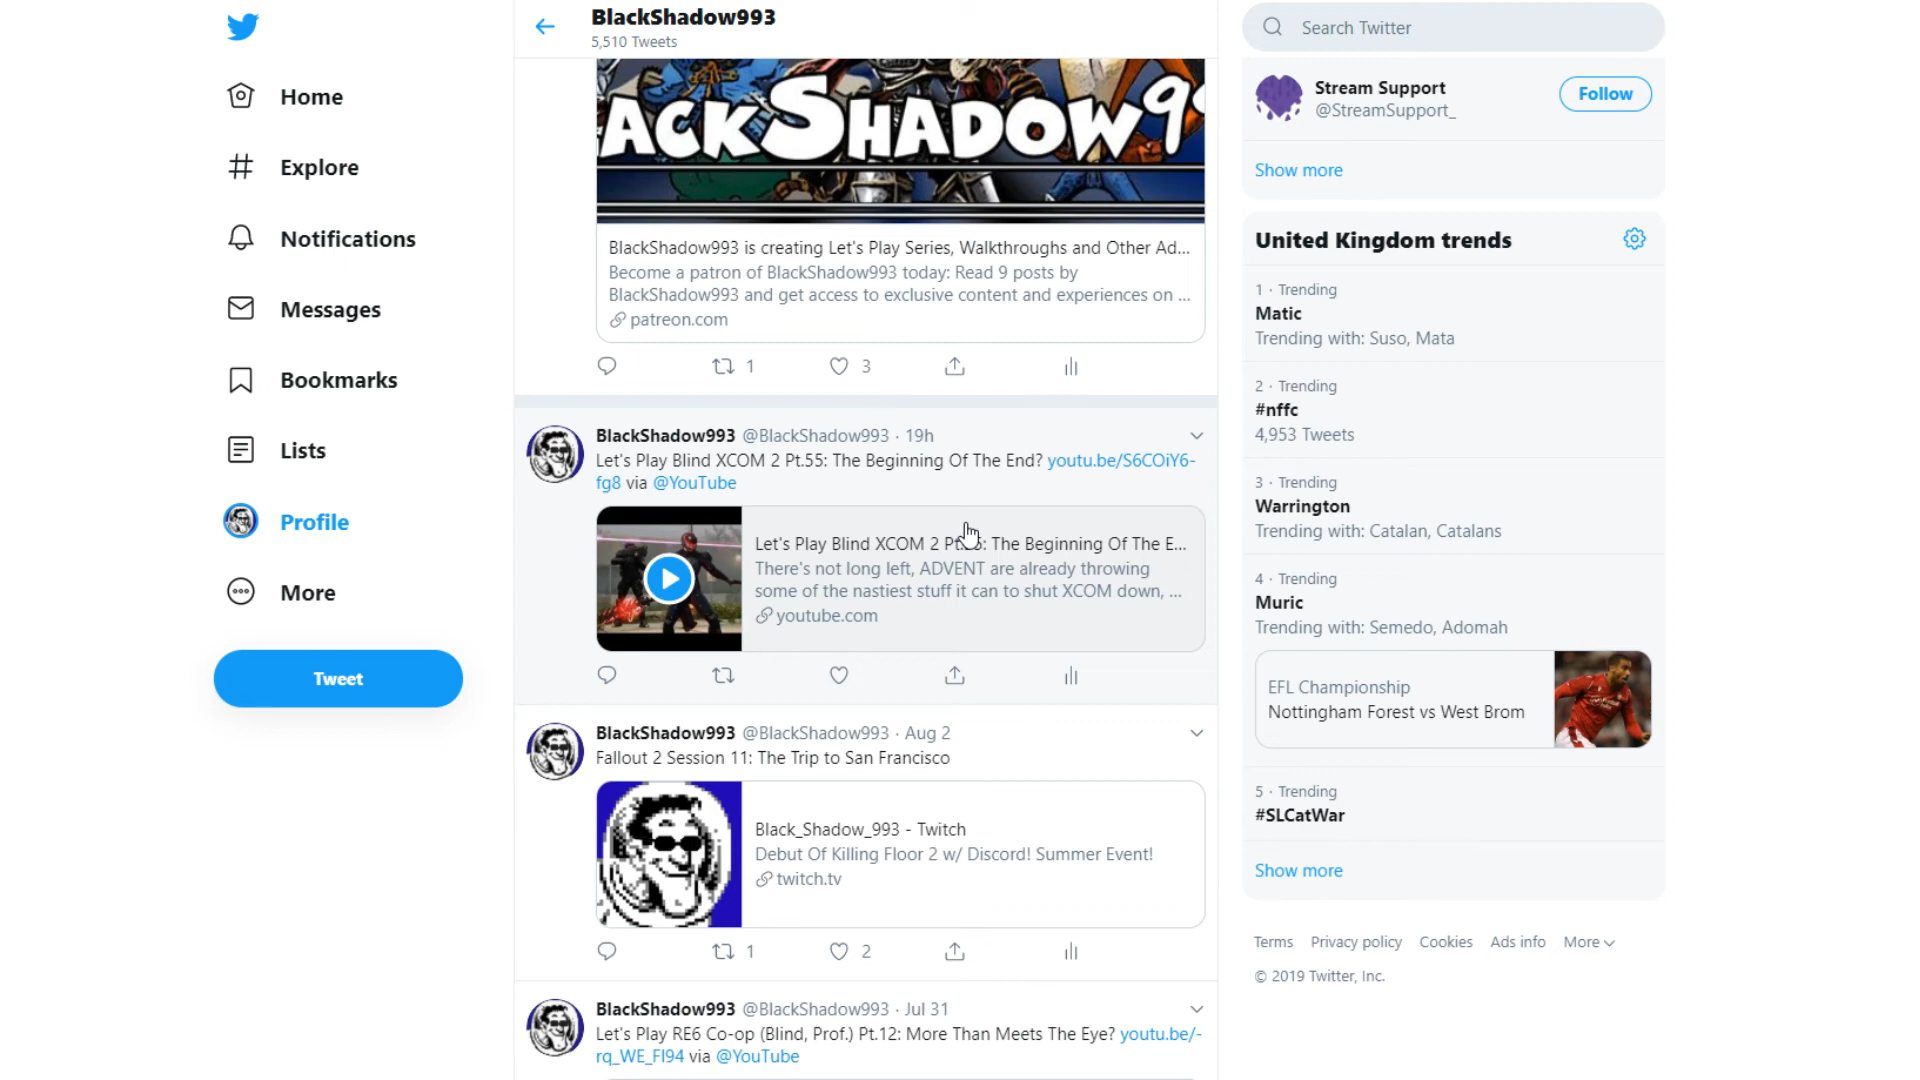 Home
Explore
Notifications
Messages
Bookmarks
Lists
Profile
More
Tweet
BlackShadow993
5,510 Tweets
ACKSHADOW9
BlackShadow993 is creating Let's Play Series, Walkthroughs and Other Ad...
Become a patron of BlackShadow993 today: Read 9 posts by
BlackShadow993 and get access to exclusive content and experiences on ...
patreon.com
1 3
BlackShadow993 @BlackShadow993 · 19h
Let's Play Blind XCOM 2 Pt.55: The Beginning Of The End? youtu.be/S6COiY6-
fg8 via @YouTube
Let's Play Blind XCOM 2 Pt.55: The Beginning Of The E...
There's not long left, ADVENT are already throwing
some of the nastiest stuff it can to shut XCOM down, ...
youtube.com
BlackShadow993 @BlackShadow993 · Aug 2
Fallout 2 Session 11: The Trip to San Francisco
Black_Shadow_993 - Twitch
Debut Of Killing Floor 2 w/ Discord! Summer Event!
twitch.tv
1 2
BlackShadow993 @BlackShadow993 · Jul 31
Let's Play RE6 Co-op (Blind, Prof.) Pt.12: More Than Meets The Eye? youtu.be/-
rq_WE_FI94 via @YouTube
Search Twitter
Stream Support
@StreamSupport_
Follow
Show more
United Kingdom trends
1 · Trending
Matic
Trending with: Suso, Mata
2 · Trending
#nffc
4,953 Tweets
3 · Trending
Warrington
Trending with: Catalan, Catalans
4 · Trending
Muric
Trending with: Semedo, Adomah
EFL Championship
Nottingham Forest vs West Brom
5 · Trending
#SLCatWar
Show more
Terms Privacy policy Cookies Ads info More
© 2019 Twitter, Inc.